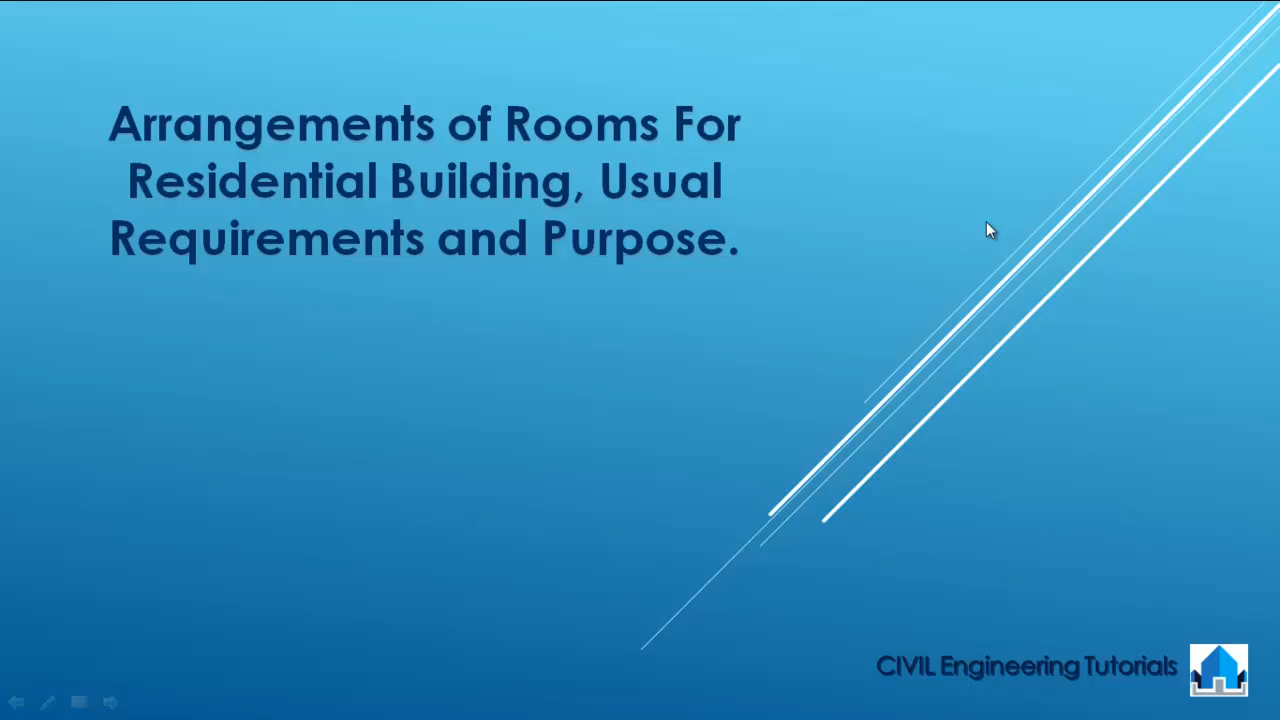 Arrangements of Rooms For
Residential Building, Usual
Requirements and Purpose.
CIVIL Engineering Tutorials